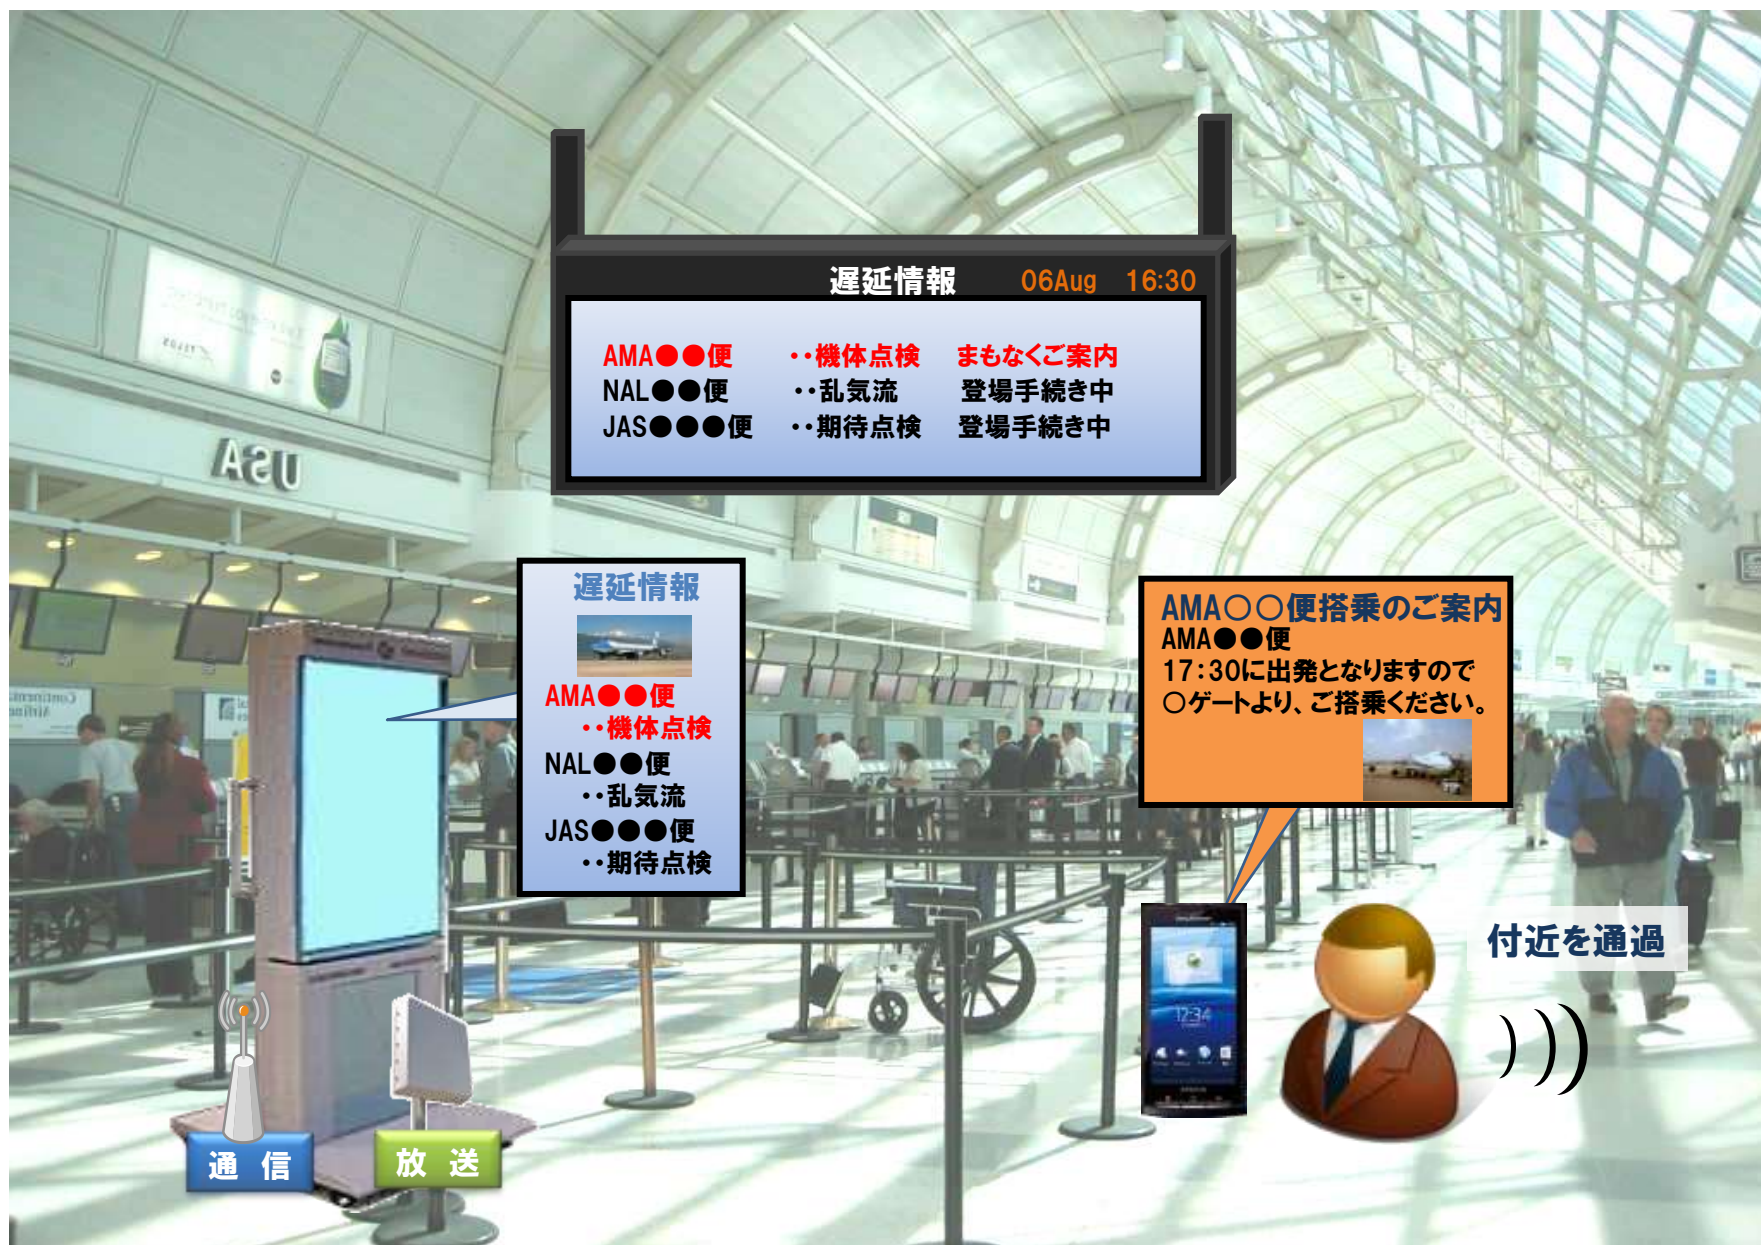 遅延情報 06Aug 16:30
AMA●●便 ‥機体点検 まもなくご案内
NAL●●便 ‥乱気流 登場手続き中
JAS●●●便 ‥期待点検 登場手続き中
USA
遅延情報
AMA●●便
‥機体点検
NAL●●便
‥乱気流
JAS●●●便
‥期待点検
AMA○○便搭乗のご案内
AMA●●便
17:30に出発となりますので
○ゲートより、ご搭乗ください。
付近を通過
12:34
通 信
放 送